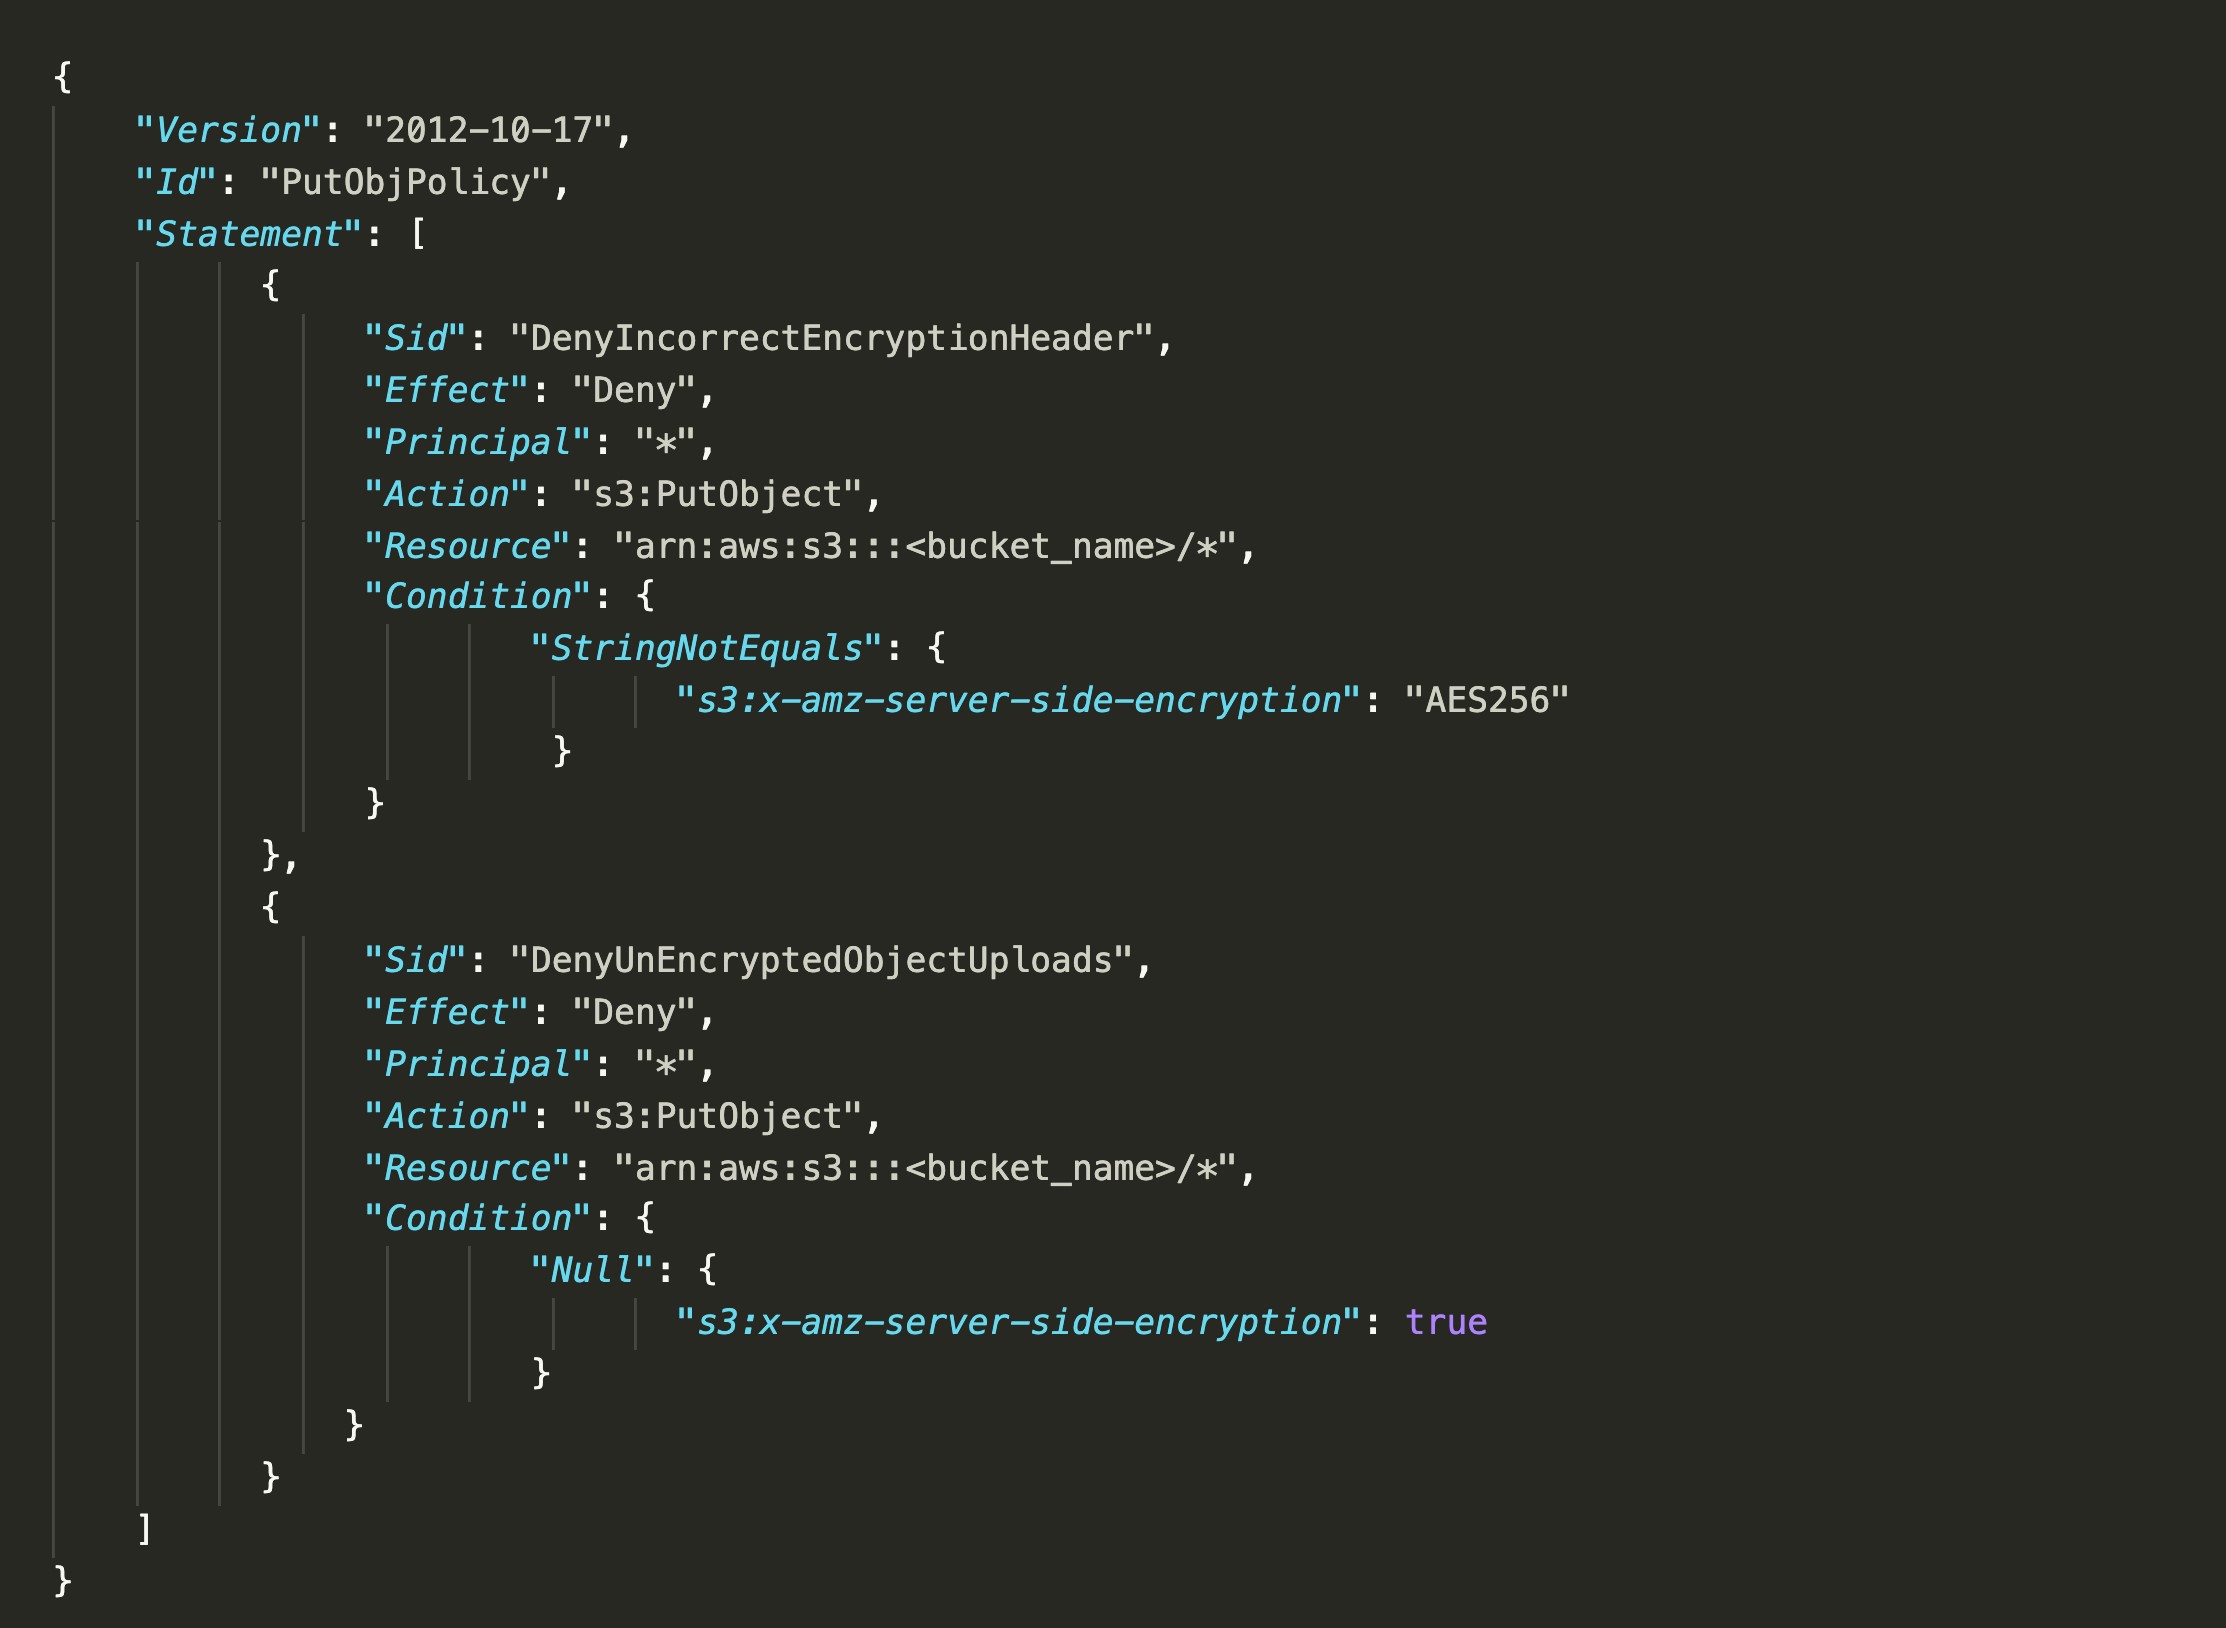 {
"Version": "2012-10-17",
"Id": "PutObjPolicy",
"Statement": [
{
"Sid": "DenyIncorrectEncryptionHeader",
"Effect": "Deny",
"Principal": "*",
"Action": "s3:PutObject",
"Resource": "arn:aws:s3:::<bucket_name>/*",
"Condition": {
"StringNotEquals": {
"s3:x-amz-server-side-encryption": "AES256"
}
}
},
{
"Sid": "DenyUnEncryptedObjectUploads",
"Effect": "Deny",
"Principal": "*",
"Action": "s3:PutObject",
"Resource": "arn:aws:s3:::<bucket_name>/*",
"Condition": {
"Null": {
"s3:x-amz-server-side-encryption": true
}
}
}
]
}